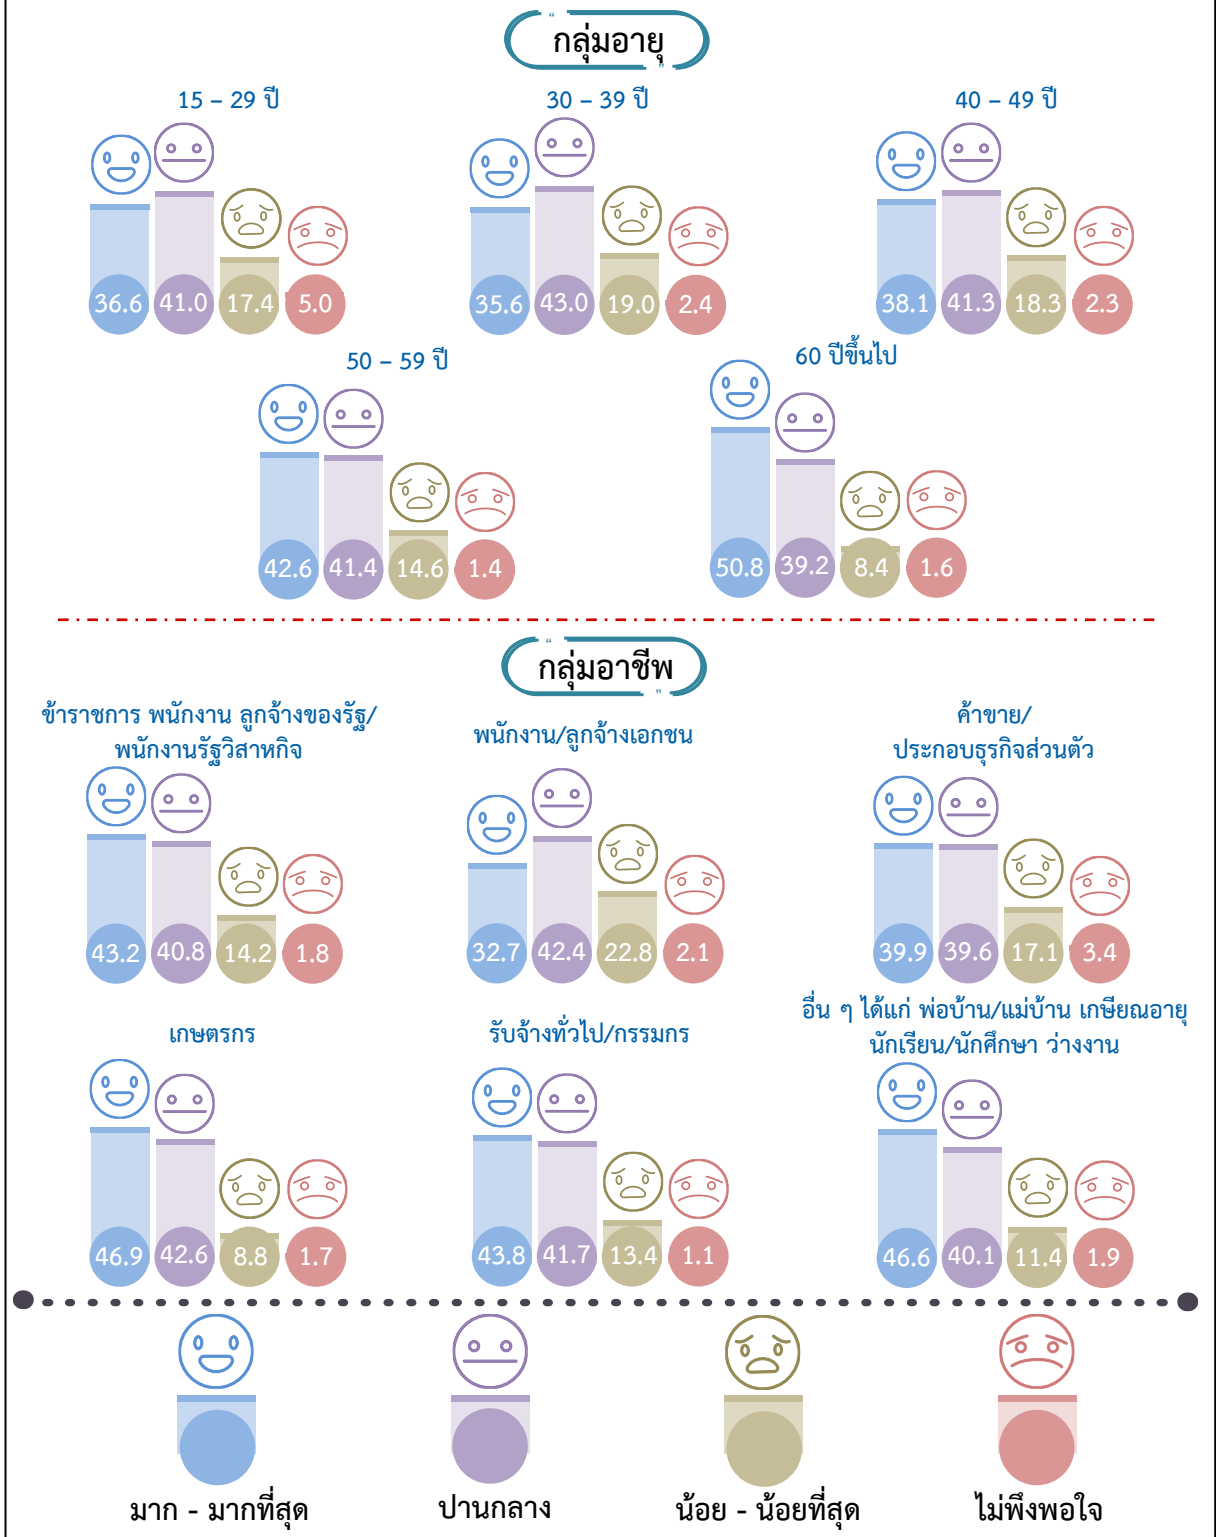 “
กลุ่มอายุ
”
15 – 29 ปี
30 – 39 ปี
40 – 49 ปี
36.6 41.0 17.4 5.0
35.6 43.0 19.0 2.4
38.1 41.3 18.3 2.3
50 – 59 ปี
60 ปีขึ้นไป
42.6 41.4 14.6 1.4
50.8 39.2 8.4 1.6
“
กลุ่มอาชีพ
”
ข้าราชการ พนักงาน ลูกจ้างของรัฐ/
พนักงานรัฐวิสาหกิจ
พนักงาน/ลูกจ้างเอกชน
ค้าขาย/
ประกอบธุรกิจส่วนตัว
43.2 40.8 14.2 1.8
32.7 42.4 22.8 2.1
39.9 39.6 17.1 3.4
เกษตรกร
รับจ้างทั่วไป/กรรมกร
อื่น ๆ ได้แก่ พ่อบ้าน/แม่บ้าน เกษียณอายุ
นักเรียน/นักศึกษา ว่างงาน
46.9 42.6 8.8 1.7
43.8 41.7 13.4 1.1
46.6 40.1 11.4 1.9
มาก - มากที่สุด
ปานกลาง
น้อย - น้อยที่สุด
ไม่พึงพอใจ